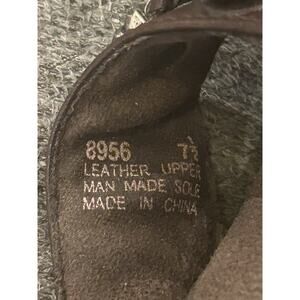 8956 7½
LEATHER UPPER
MAN MADE SOLE
MADE IN CHINA